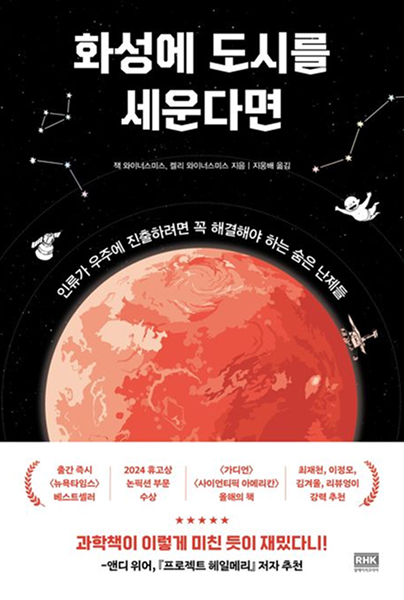 화성에 도시를
세운다면
잭 와이너스미스, 켈리 와이너스미스 지음 | 지웅배 옮김
인류가 우주에 진출하려면 꼭 해결해야 하는 숨은 난제들
출간 즉시
〈뉴욕타임스〉
베스트셀러
2024 휴고상
논픽션 부문
수상
〈가디언〉
〈사이언티픽 아메리칸〉
올해의 책
최재천, 이정모,
김겨울, 리뷰엉이
강력 추천
★★★★★
과학책이 이렇게 미친 듯이 재밌다니!
-앤디 위어, 『프로젝트 헤일메리』 저자 추천
RHK
알에이치코리아